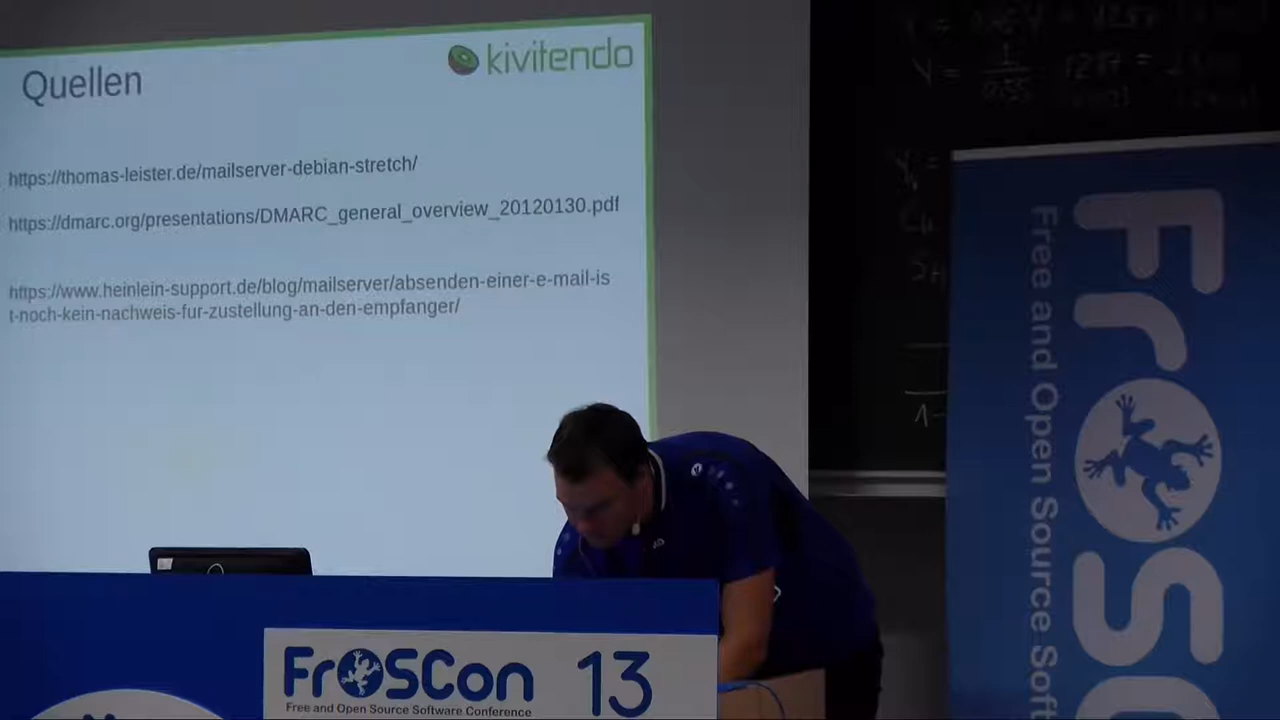 Quellen
kivitendo
https://thomas-leister.de/mailserver-debian-stretch/
https://dmarc.org/presentations/DMARC_general_overview_20120130.pdf
https://www.heinlein-support.de/blog/mailserver/absenden-einer-e-mail-is
t-noch-kein-nachweis-fur-zustellung-an-den-empfanger/
FrOSC
Free and Open Source Soft
FrOSCon 13
Free and Open Source Software Conference